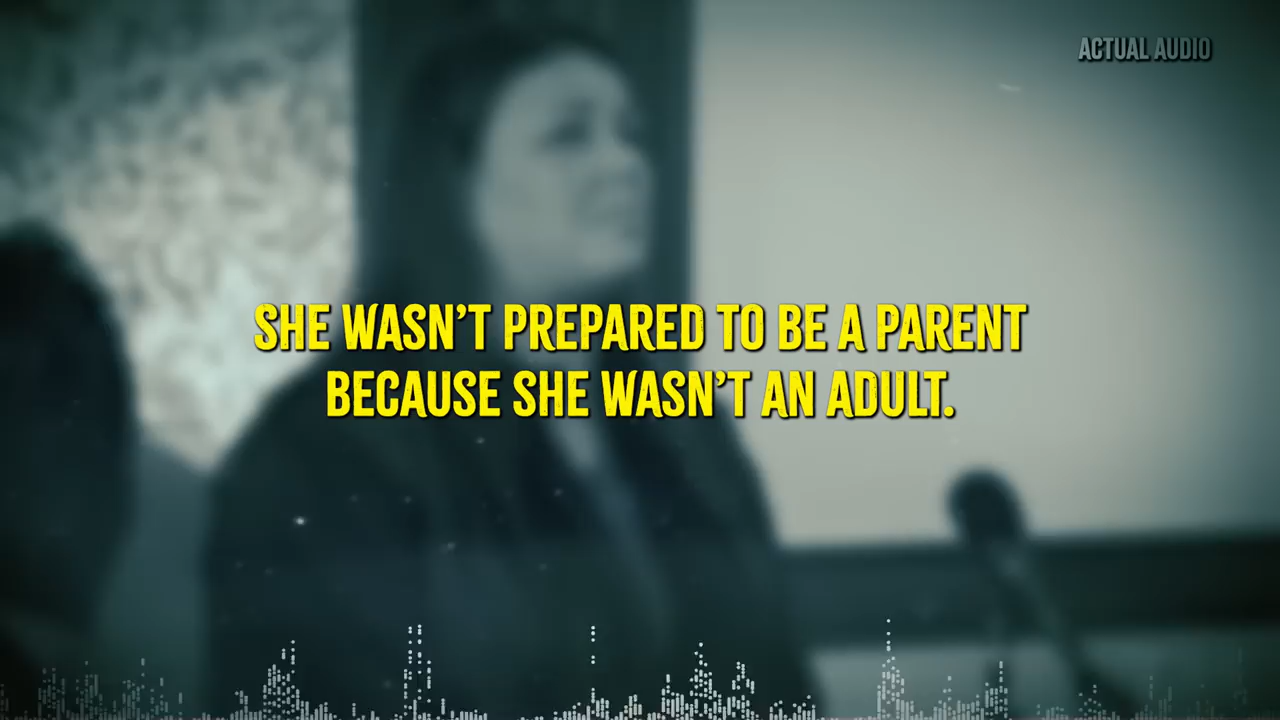 ACTUAL AUDIO
SHE WASN'T PREPARED TO BE A PARENT
BECAUSE SHE WASN'T AN ADULT.